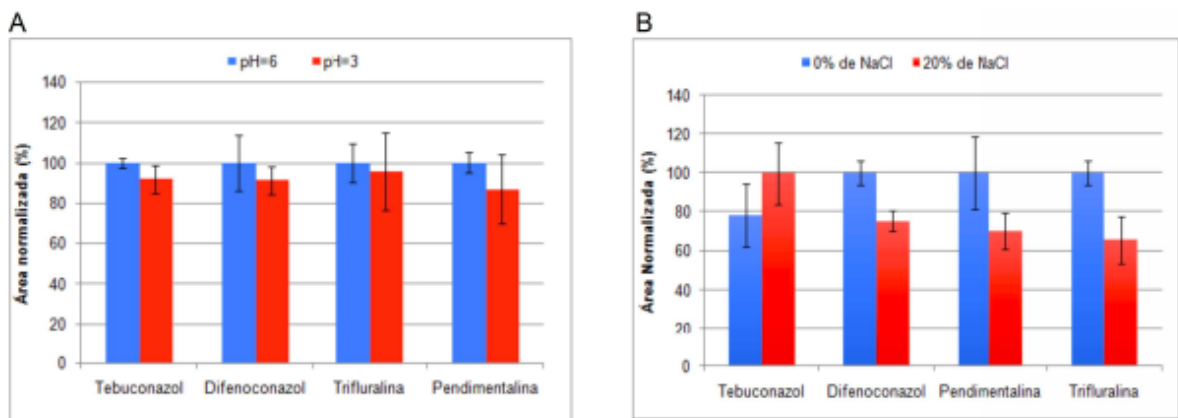 A
pH=6 pH=3
140
120
100
80
60
40
20
0
Área normalizada (%)
Tebuconazol Difenoconazol Trifluralina Pendimentalina
B
0% de NaCl 20% de NaCl
140
120
100
80
60
40
20
0
Área Normalizada (%)
Tebuconazol Difenoconazol Pendimentalina Trifluralina